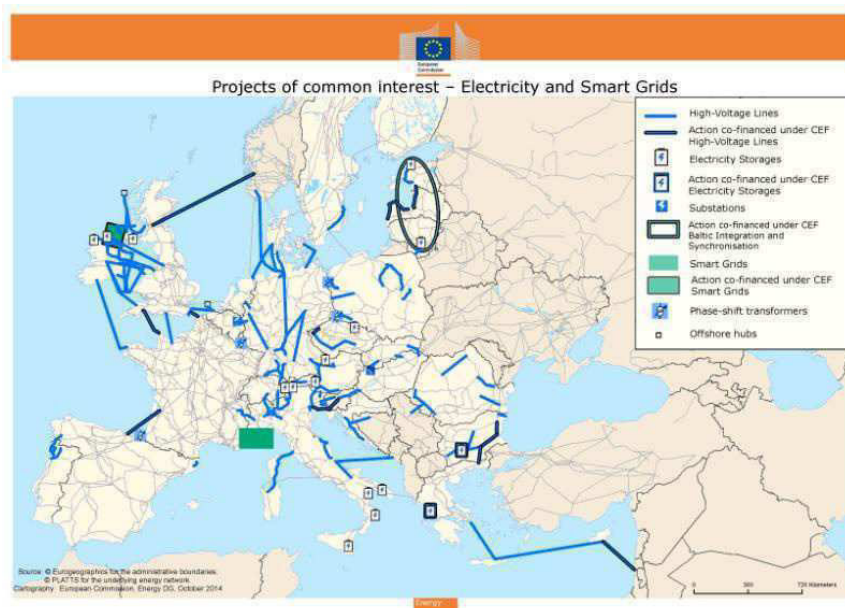 European
Commission
Projects of common interest – Electricity and Smart Grids
High-Voltage Lines
Action co-financed under CEF
High-Voltage Lines
Electricity Storages
Action co-financed under CEF
Electricity Storages
Substations
Action co-financed under CEF
Baltic Integration and
Synchronisation
Smart Grids
Action co-financed under CEF
Smart Grids
Phase-shift transformers
Offshore hubs
Source: © Eurogeographics for the administrative boundaries.
© PLATTS for the underlying energy network.
Cartography European Commission, Energy DG, October 2014
0 720 Kilometers
Energy